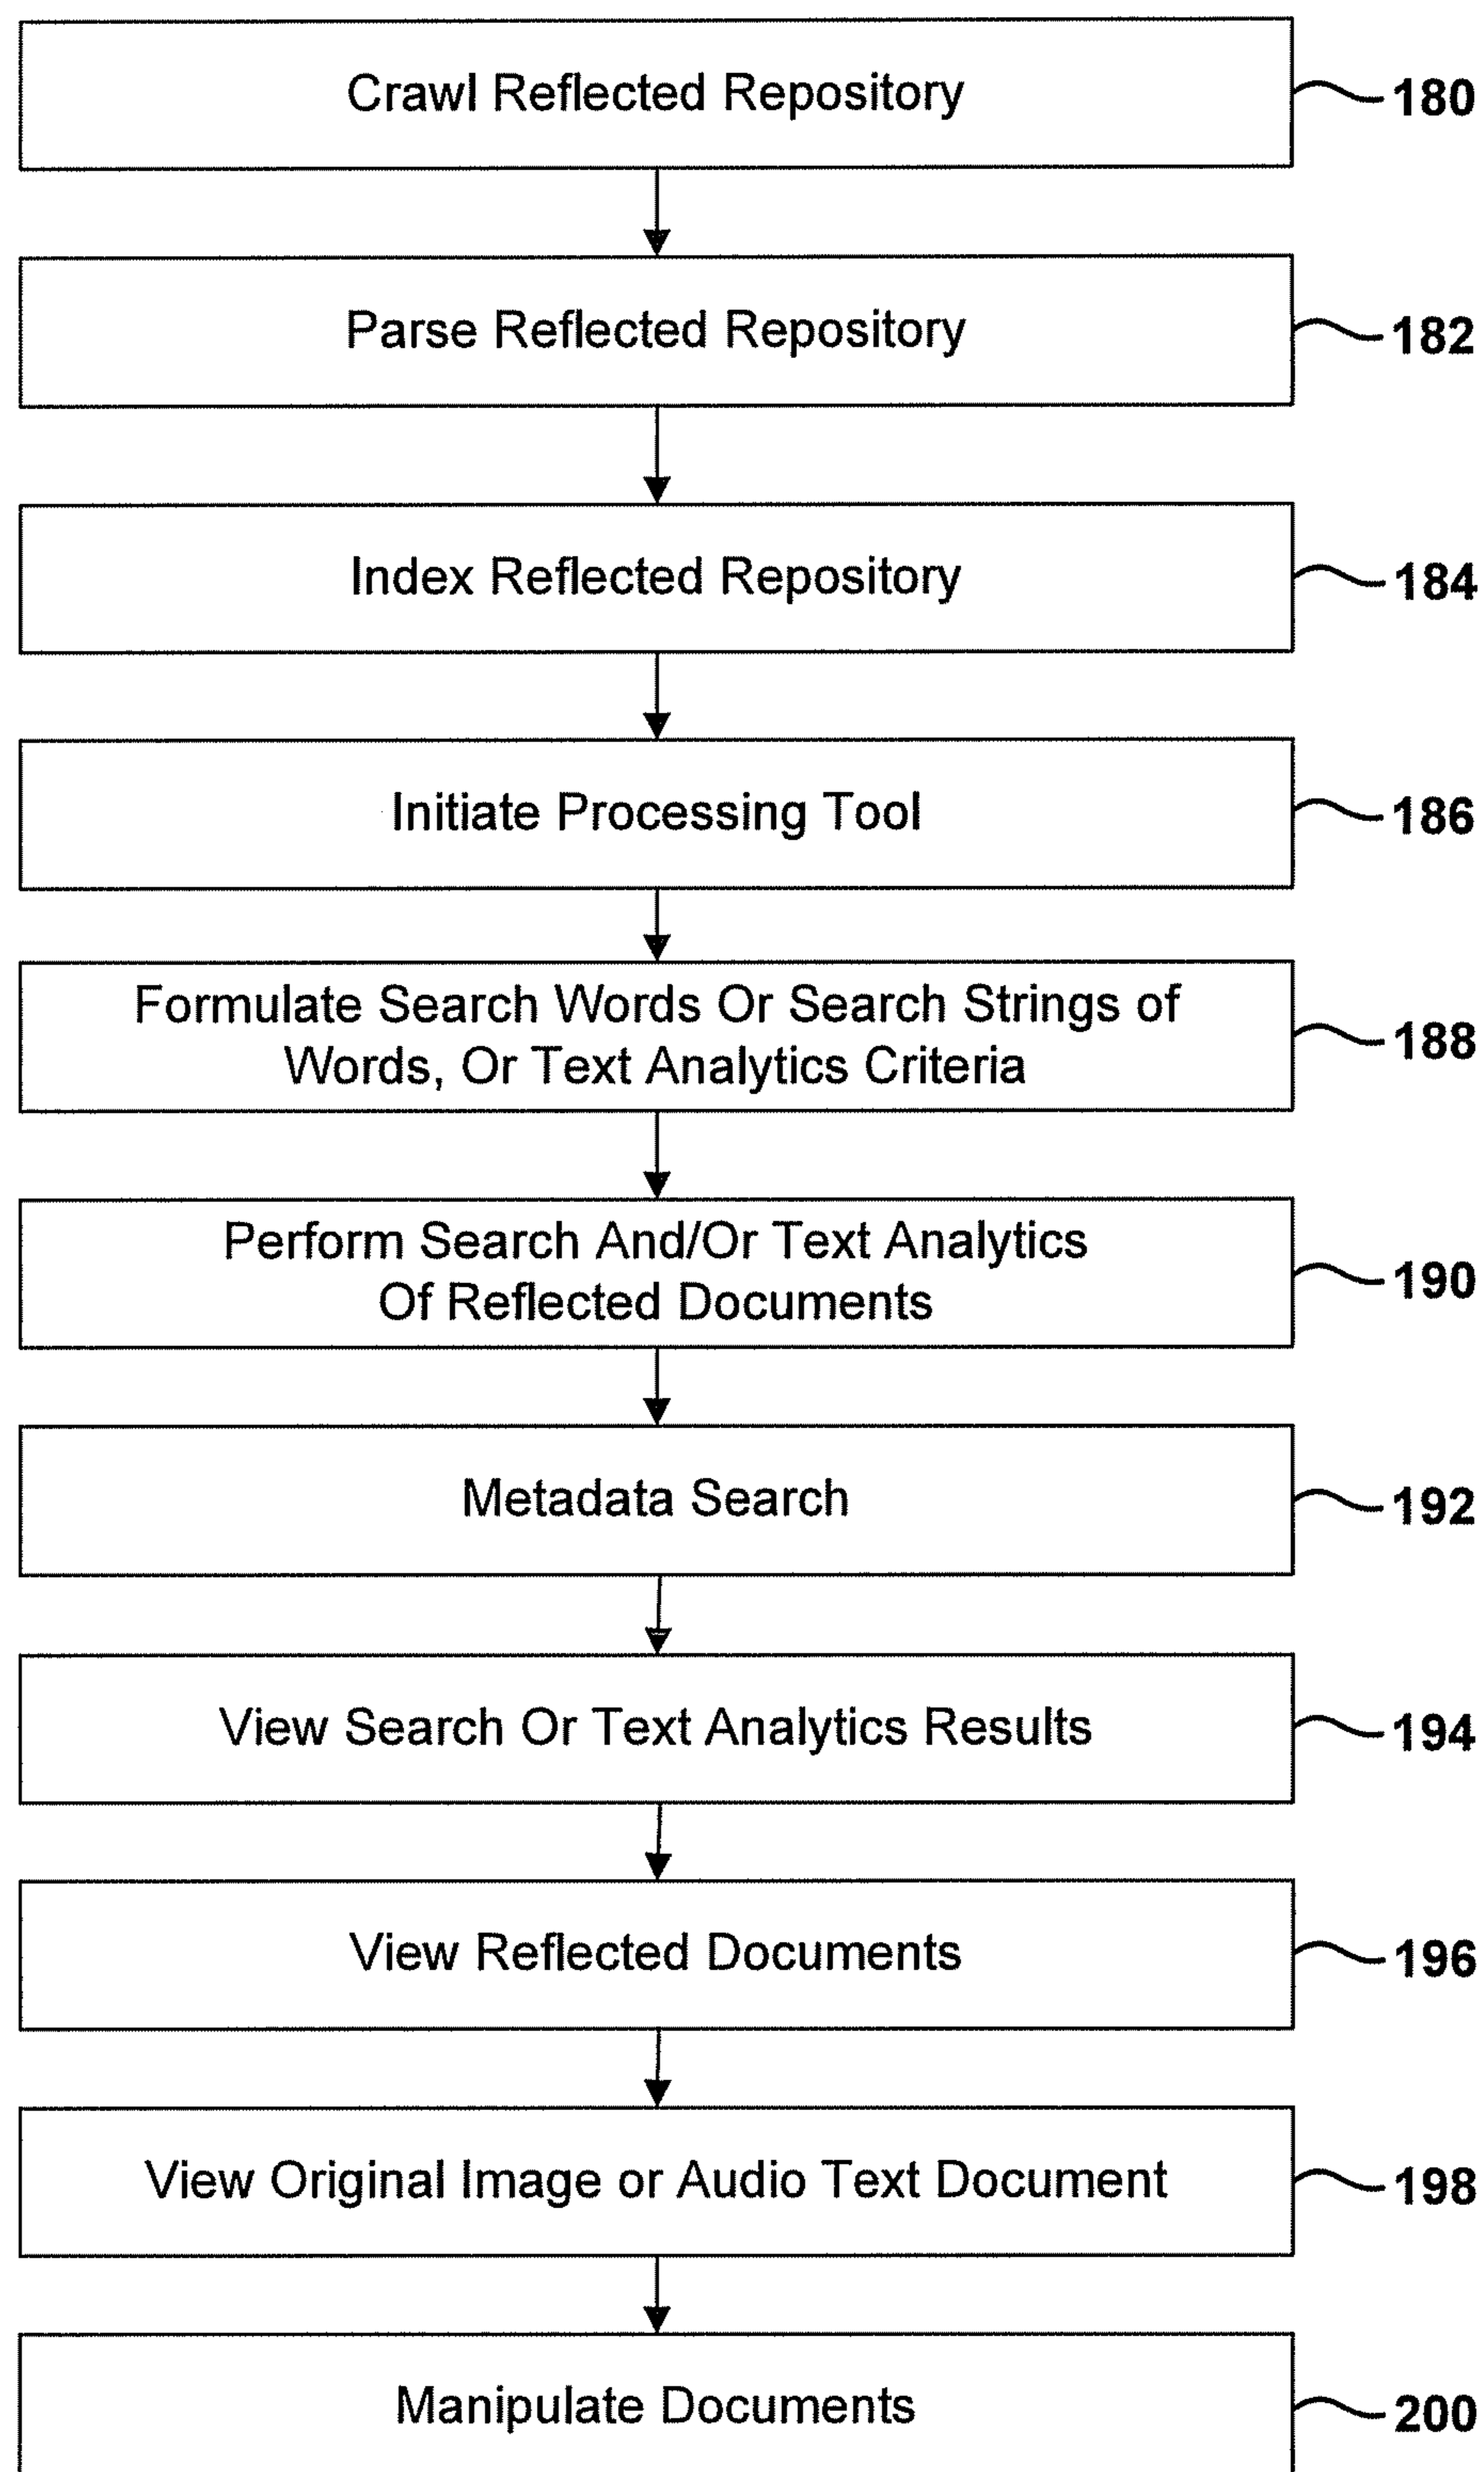 Crawl Reflected Repository
180
Parse Reflected Repository
182
Index Reflected Repository
184
Initiate Processing Tool
186
Formulate Search Words Or Search Strings of
Words, Or Text Analytics Criteria
188
Perform Search And/Or Text Analytics
Of Reflected Documents
190
Metadata Search
192
View Search Or Text Analytics Results
194
View Reflected Documents
196
View Original Image or Audio Text Document
198
Manipulate Documents
200